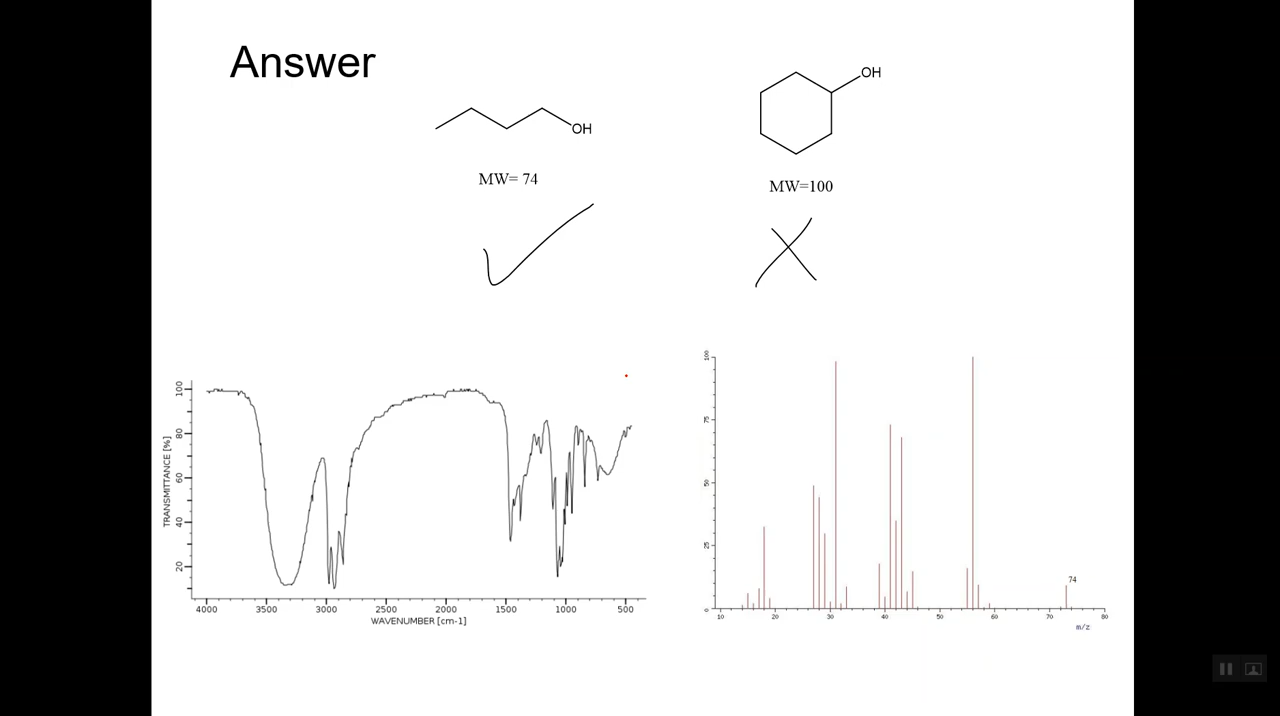 Answer
OH
OH
MW= 74
MW=100
100
80
60
40
20
TRANSMITTANCE [%]
4000 3500 3000 2500 2000 1500 1000 500
WAVENUMBER [cm-1]
100
75
50
25
0
74
10 20 30 40 50 60 70 80
m/z